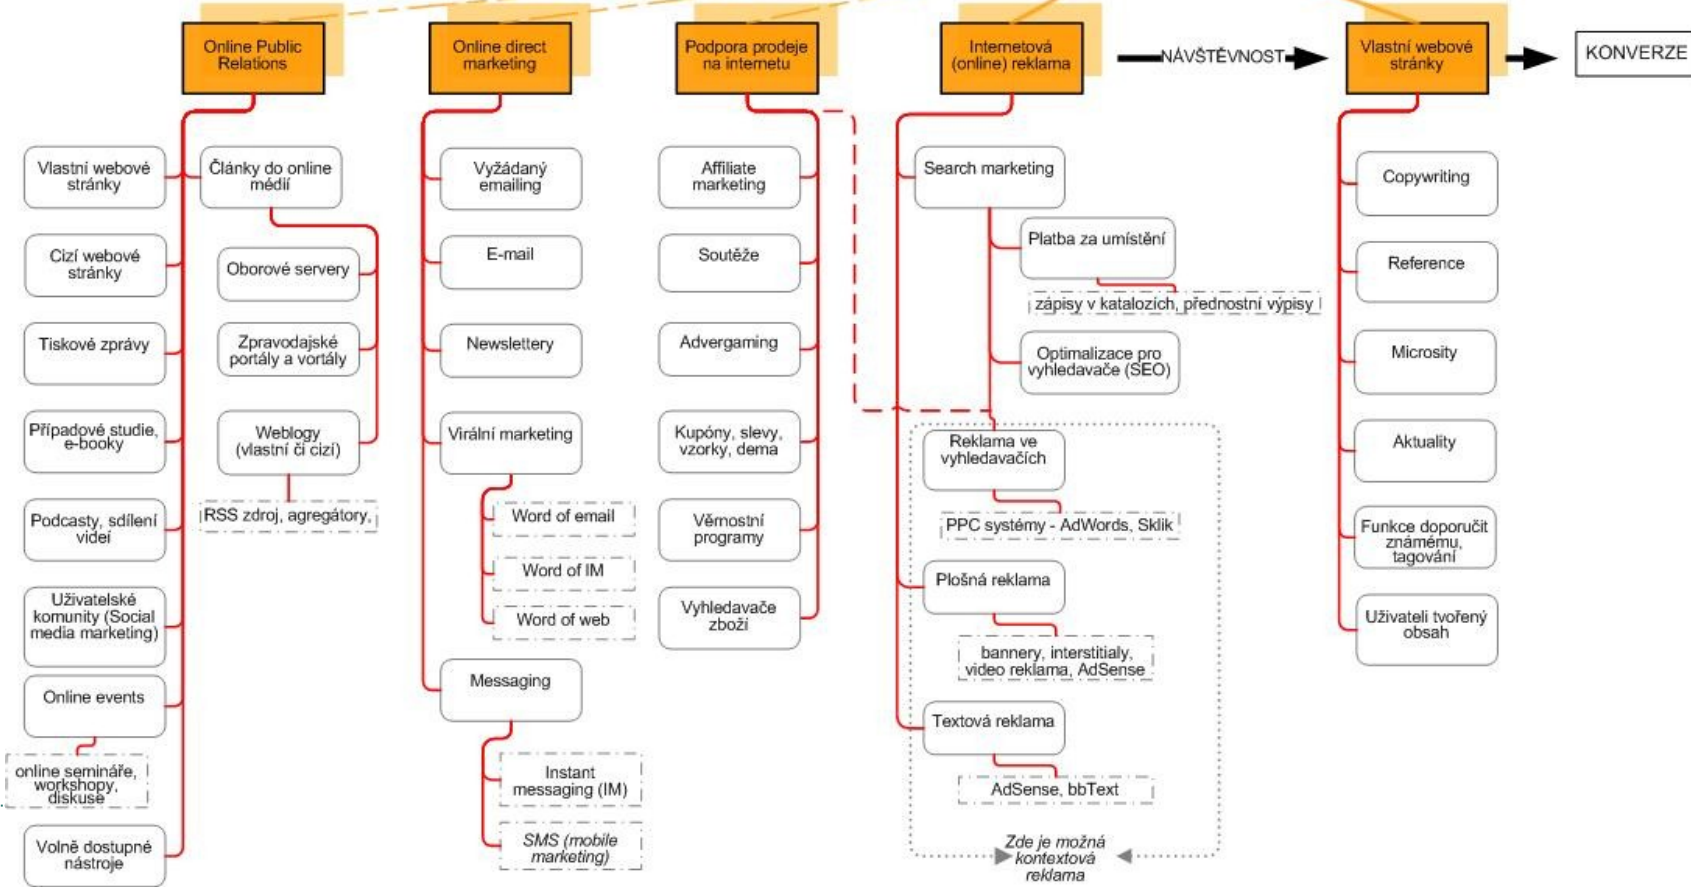 Online Public
Relations
Online direct
marketing
Podpora prodeje
na internetu
Internetová
(online) reklama
NÁVŠTĚVNOST
Vlastní webové
stránky
KONVERZE
Vlastní webové
stránky
Cizí webové
stránky
Tiskové zprávy
Případové studie,
e-booky
Podcasty, sdílení
videí
Uživatelské
komunity (Social
media marketing)
Online events
online semináře,
workshopy,
diskuse
Volně dostupné
nástroje
Články do online
médií
Oborové servery
Zpravodajské
portály a vortály
Weblogy
(vlastní či cizí)
RSS zdroj, agregátory,
Vyžádaný
emailing
E-mail
Newslettery
Virální marketing
Word of email
Word of IM
Word of web
Messaging
Instant
messaging (IM)
SMS (mobile
marketing)
Affiliate
marketing
Soutěže
Advergaming
Kupóny, slevy,
vzorky, dema
Věrnostní
programy
Vyhledavače
zboží
Search marketing
Platba za umístění
zápisy v katalozích, přednostní výpisy
Optimalizace pro
vyhledavače (SEO)
Reklama ve
vyhledavačích
PPC systémy - AdWords, Sklik
Plošná reklama
bannery, interstitialy,
video reklama, AdSense
Textová reklama
AdSense, bbText
Zde je možná
kontextová
reklama
Copywriting
Reference
Microsity
Aktuality
Funkce doporučit
známému,
tagování
Uživateli tvořený
obsah